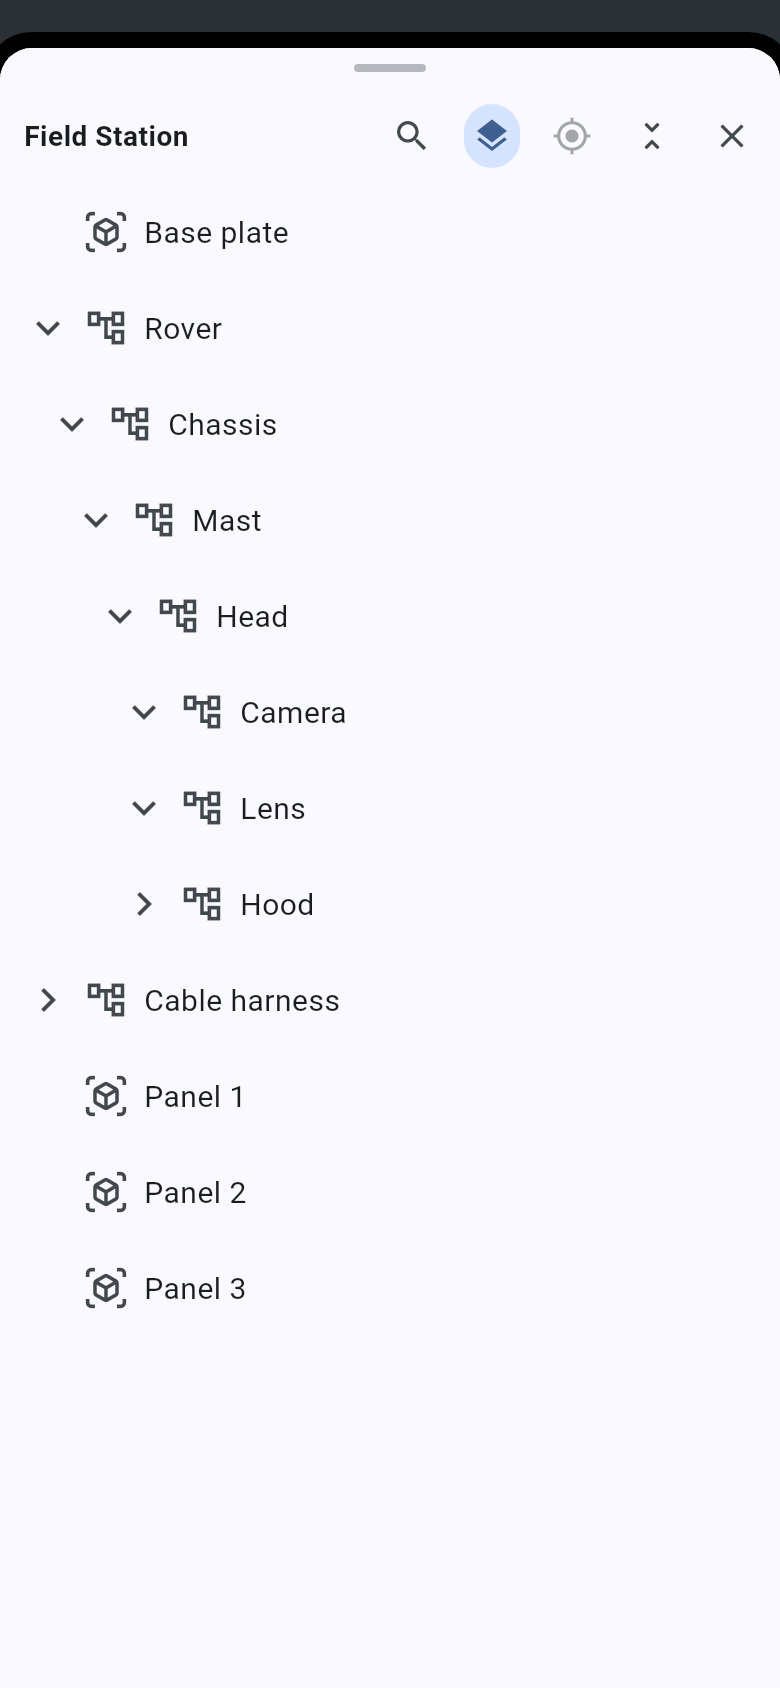 Field Station
Base plate
Rover
Chassis
Mast
Head
Camera
Lens
Hood
Cable harness
Panel 1
Panel 2
Panel 3